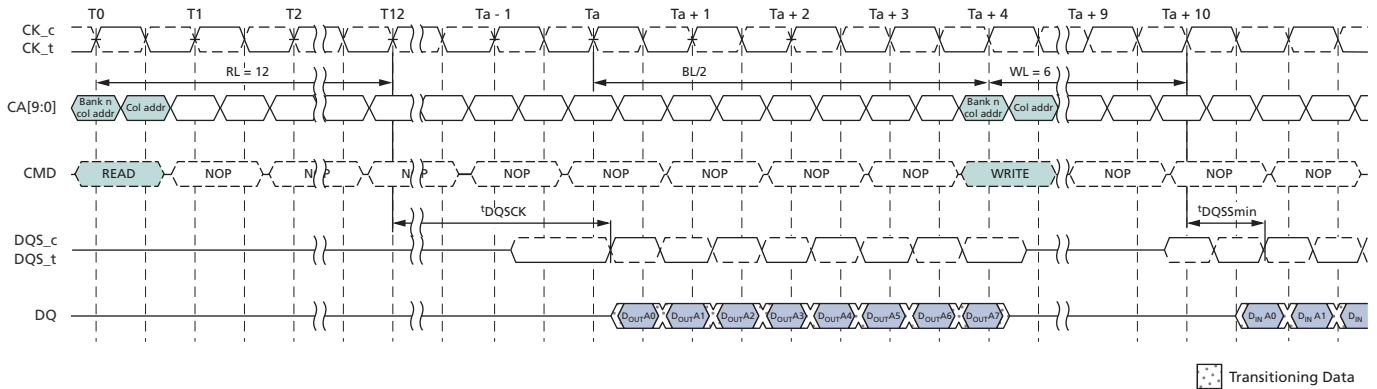 T0 T1 T2 T12 Ta - 1 Ta Ta + 1 Ta + 2 Ta + 3 Ta + 4 Ta + 9 Ta + 10
CK_c
CK_t
RL = 12 BL/2 WL = 6
CA[9:0] Bank n col addr Col addr Bank n col addr Col addr
CMD READ NOP NOP NOP NOP NOP NOP NOP NOP WRITE NOP NOP NOP
tDQSCK tDQSSmin
DQS_c
DQS_t
DQ DOUTA0 DOUTA1 DOUTA2 DOUTA3 DOUTA4 DOUTA5 DOUTA6 DOUTA7 DIN A0 DIN A1 DIN
Transitioning Data